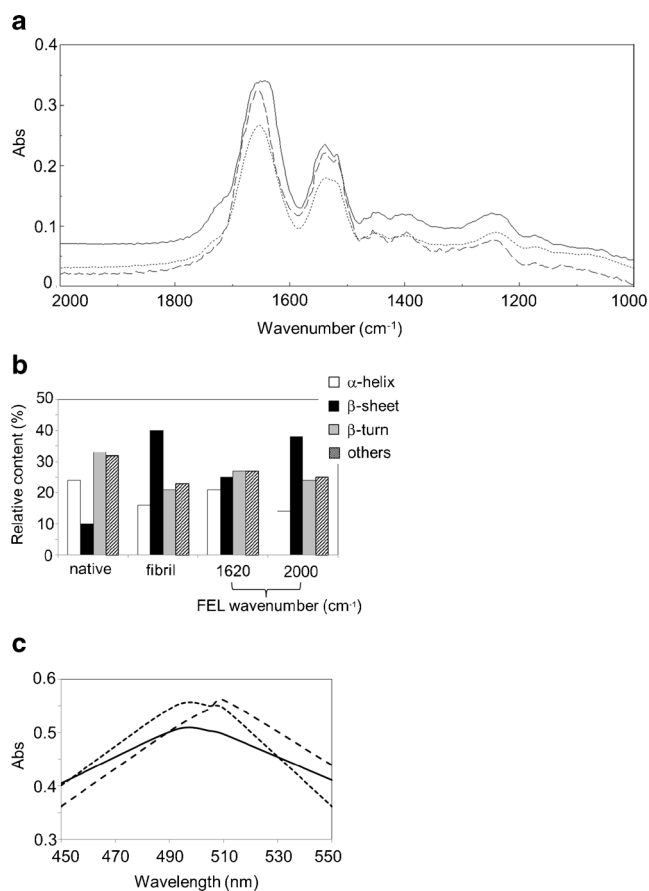 a
0.4
0.3
0.2
0.1
0
Abs
2000 1800 1600 1400 1200 1000
Wavenumber (cm-1)
b
50
40
30
20
10
0
Relative content (%)
α-helix
β-sheet
β-turn
others
native fibril 1620 2000
FEL wavenumber (cm-1)
c
0.6
0.5
0.4
0.3
Abs
450 470 490 510 530 550
Wavelength (nm)